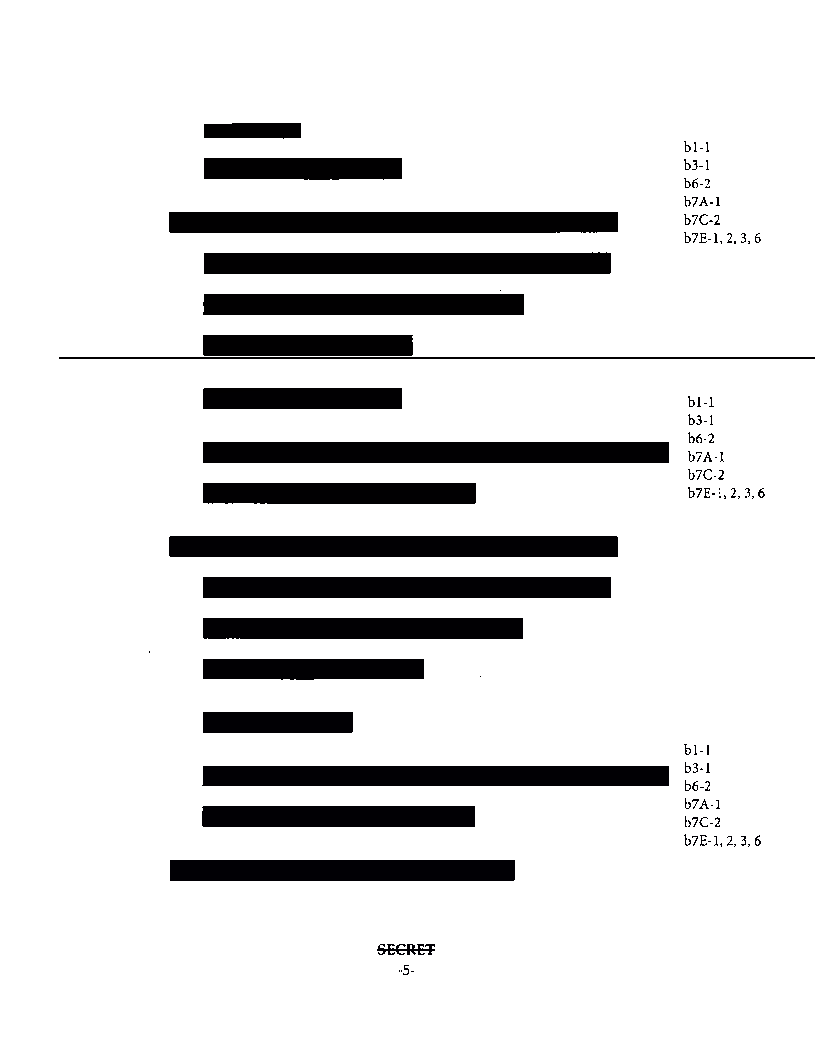 b1-1
b3-1
b6-2
b7A-1
b7C-2
b7E-1, 2, 3, 6
b1-1
b3-1
b6-2
b7A-1
b7C-2
b7E-1, 2, 3, 6
b1-1
b3-1
b6-2
b7A-1
b7C-2
b7E-1, 2, 3, 6
SECRET
-5-